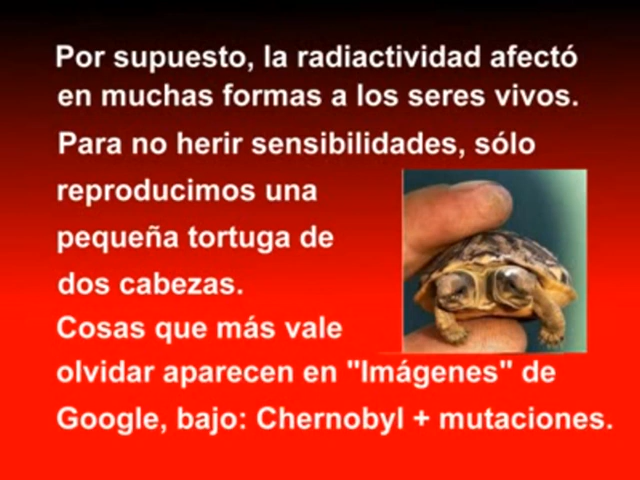 Por supuesto, la radiactividad afectó
en muchas formas a los seres vivos.
Para no herir sensibilidades, sólo
reproducimos una
pequeña tortuga de
dos cabezas.
Cosas que más vale
olvidar aparecen en "Imágenes" de
Google, bajo: Chernobyl + mutaciones.